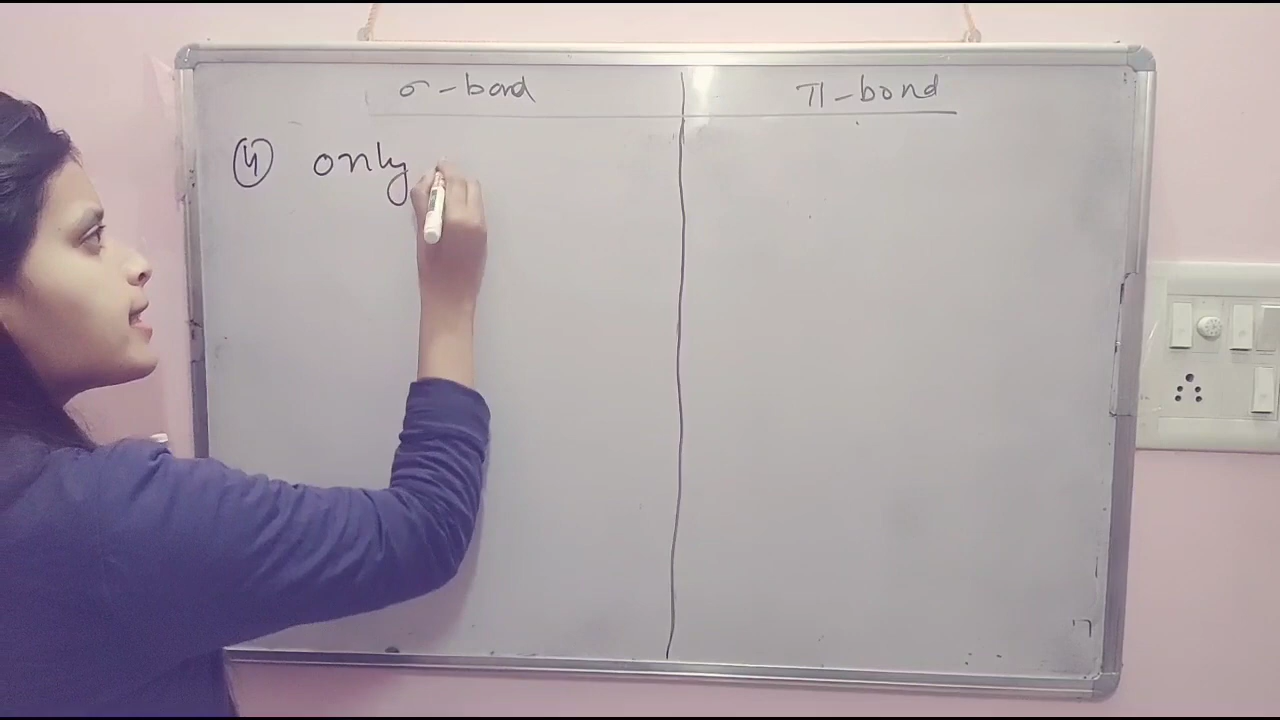 σ-bond π-bond
④ only